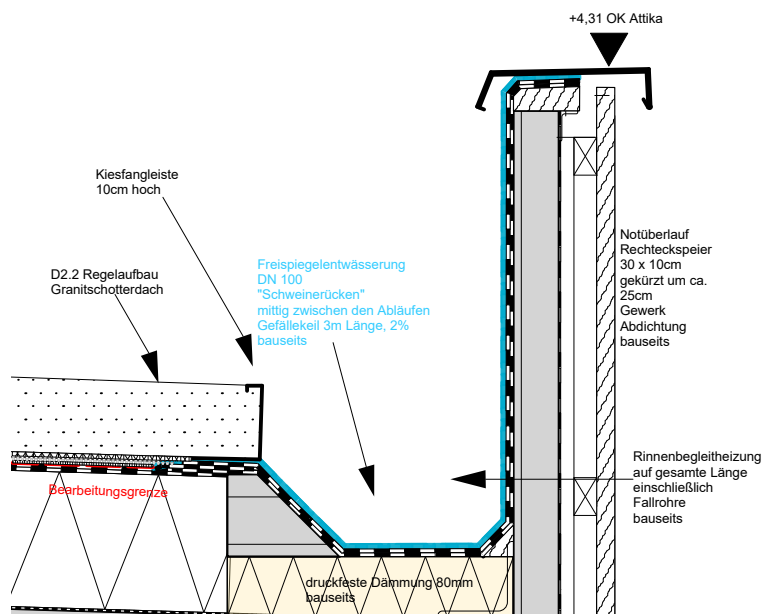 +4,31 OK Attika
Kiesfangleiste
10cm hoch
D2.2 Regelaufbau
Granitschotterdach
Freispiegelentwässerung
DN 100
"Schweinerücken"
mittig zwischen den Abläufen
Gefällekeil 3m Länge, 2%
bauseits
Notüberlauf
Rechteckspeier
30 x 10cm
gekürzt um ca.
25cm
Gewerk
Abdichtung
bauseits
Rinnenbegleitheizung
auf gesamte Länge
einschließlich
Fallrohre
bauseits
Bearbeitungsgrenze
druckfeste Dämmung 80mm
bauseits